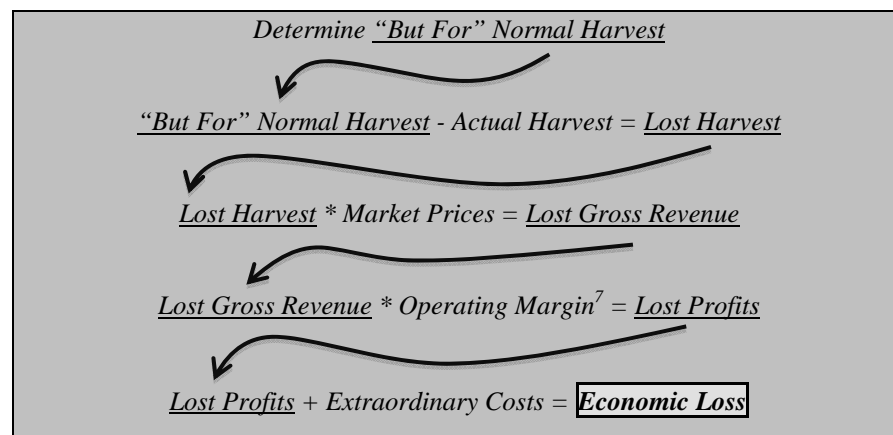 Determine “But For” Normal Harvest
“But For” Normal Harvest - Actual Harvest = Lost Harvest
Lost Harvest * Market Prices = Lost Gross Revenue
Lost Gross Revenue * Operating Margin⁷ = Lost Profits
Lost Profits + Extraordinary Costs = Economic Loss